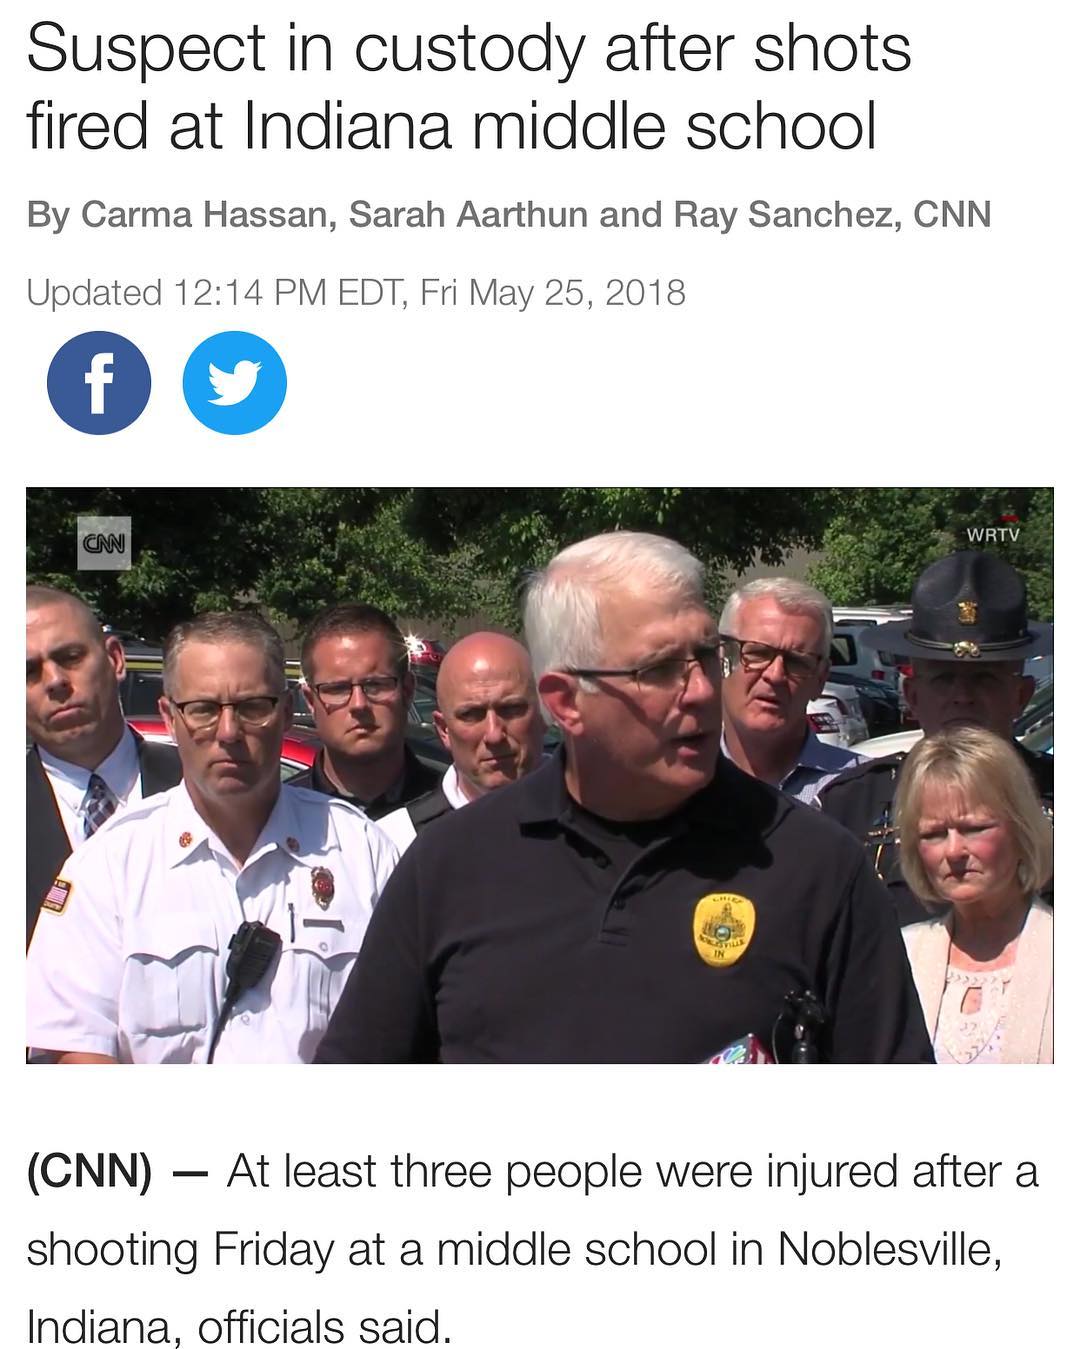 Suspect in custody after shots
fired at Indiana middle school
By Carma Hassan, Sarah Aarthun and Ray Sanchez, CNN
Updated 12:14 PM EDT, Fri May 25, 2018
f
CNN
WRTV
CHIEF
NOBLESVILLE
IN
(CNN) — At least three people were injured after a
shooting Friday at a middle school in Noblesville,
Indiana, officials said.